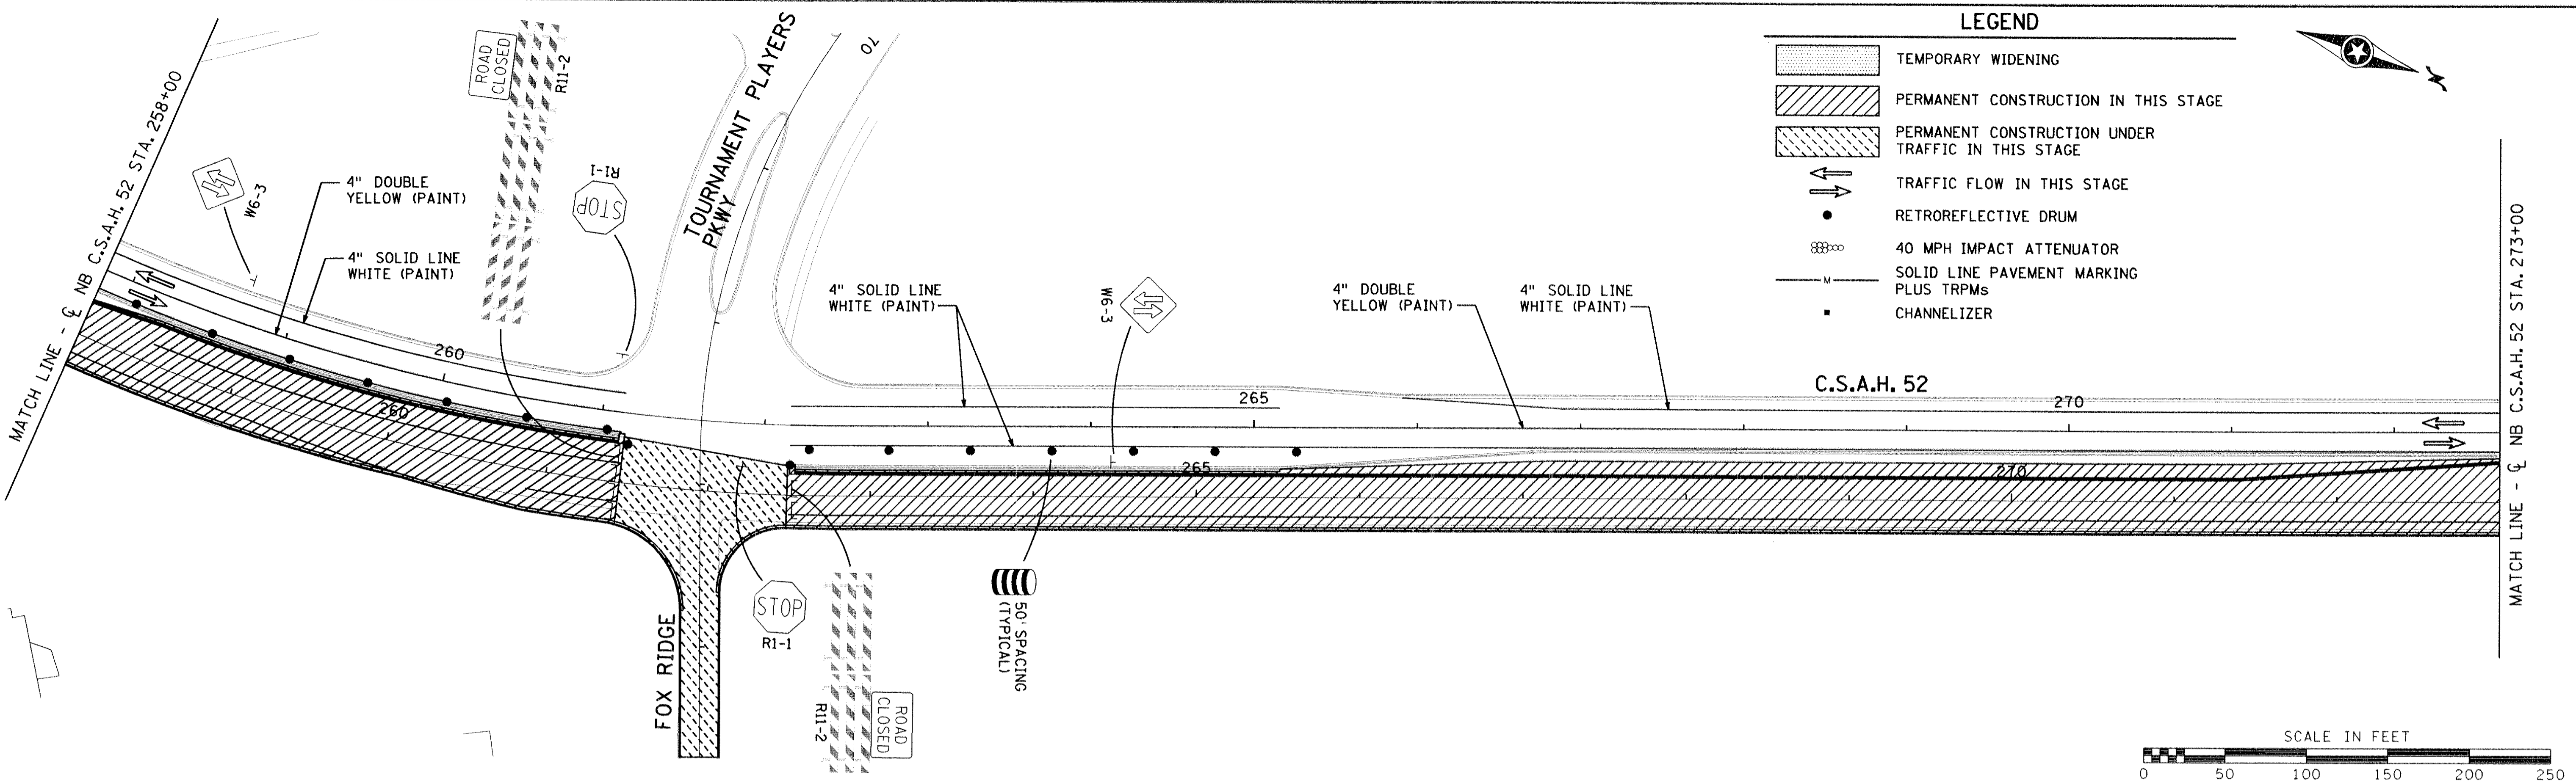 LEGEND
TEMPORARY WIDENING
PERMANENT CONSTRUCTION IN THIS STAGE
PERMANENT CONSTRUCTION UNDER
TRAFFIC IN THIS STAGE
TRAFFIC FLOW IN THIS STAGE
RETROREFLECTIVE DRUM
40 MPH IMPACT ATTENUATOR
M
SOLID LINE PAVEMENT MARKING
PLUS TRPMs
CHANNELIZER
MATCH LINE - ℄ NB C.S.A.H. 52 STA. 258+00
W6-3
4" DOUBLE
YELLOW (PAINT)
4" SOLID LINE
WHITE (PAINT)
ROAD
CLOSED
R11-2
R1-1
STOP
TOURNAMENT PLAYERS
PKWY
70
260
260
4" SOLID LINE
WHITE (PAINT)
W6-3
4" DOUBLE
YELLOW (PAINT)
4" SOLID LINE
WHITE (PAINT)
265
265
C.S.A.H. 52
270
270
MATCH LINE - ℄ NB C.S.A.H. 52 STA. 273+00
FOX RIDGE
STOP
R1-1
R11-2
ROAD
CLOSED
50' SPACING
(TYPICAL)
SCALE IN FEET
0 50 100 150 200 250